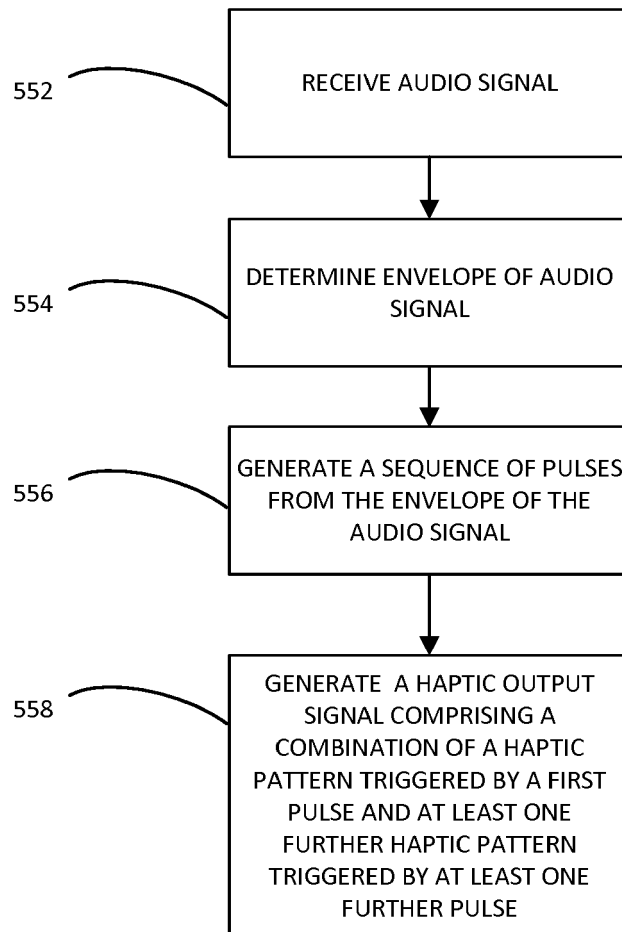 552
RECEIVE AUDIO SIGNAL
554
DETERMINE ENVELOPE OF AUDIO
SIGNAL
556
GENERATE A SEQUENCE OF PULSES
FROM THE ENVELOPE OF THE
AUDIO SIGNAL
558
GENERATE A HAPTIC OUTPUT
SIGNAL COMPRISING A
COMBINATION OF A HAPTIC
PATTERN TRIGGERED BY A FIRST
PULSE AND AT LEAST ONE
FURTHER HAPTIC PATTERN
TRIGGERED BY AT LEAST ONE
FURTHER PULSE